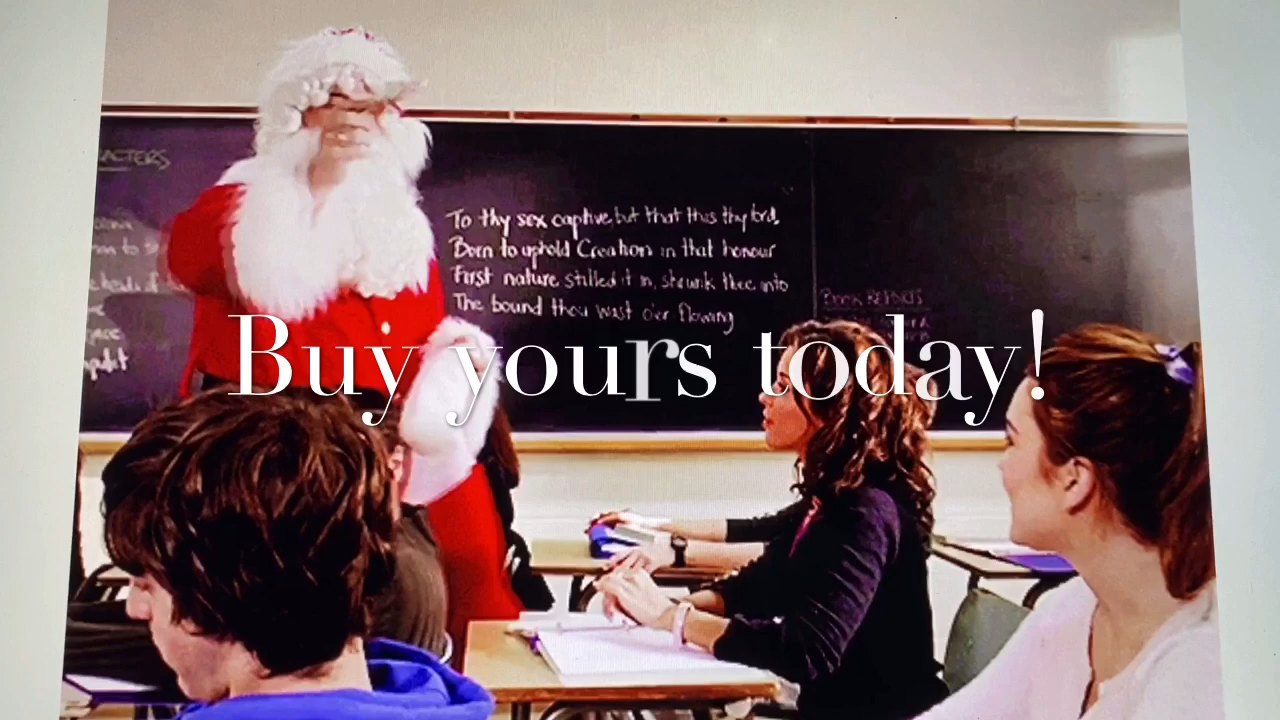 ACTERS
To thy sex captive, but that this thy lord,
Born to uphold Creation in that honour
First nature stilled it in, shrunk thee into
The bound thou wast o'er flowing
BOOK REPORTS
Buy yours today!